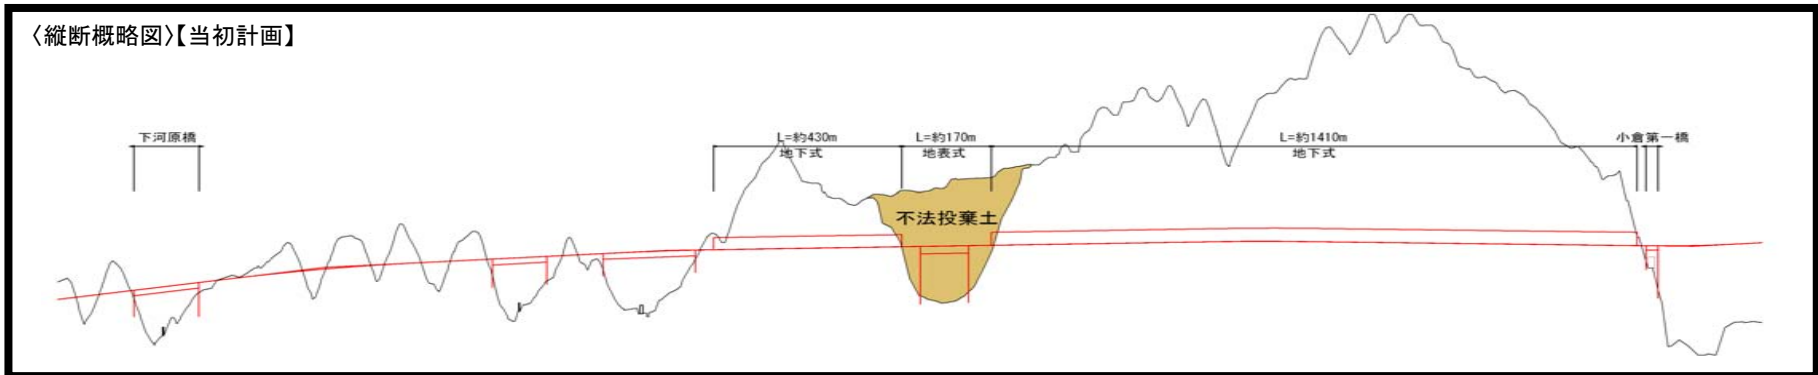 〈縦断概略図〉【当初計画】
下河原橋
L=約430m
地下式
L=約170m
地表式
L=約1410m
地下式
小倉第一橋
不法投棄土